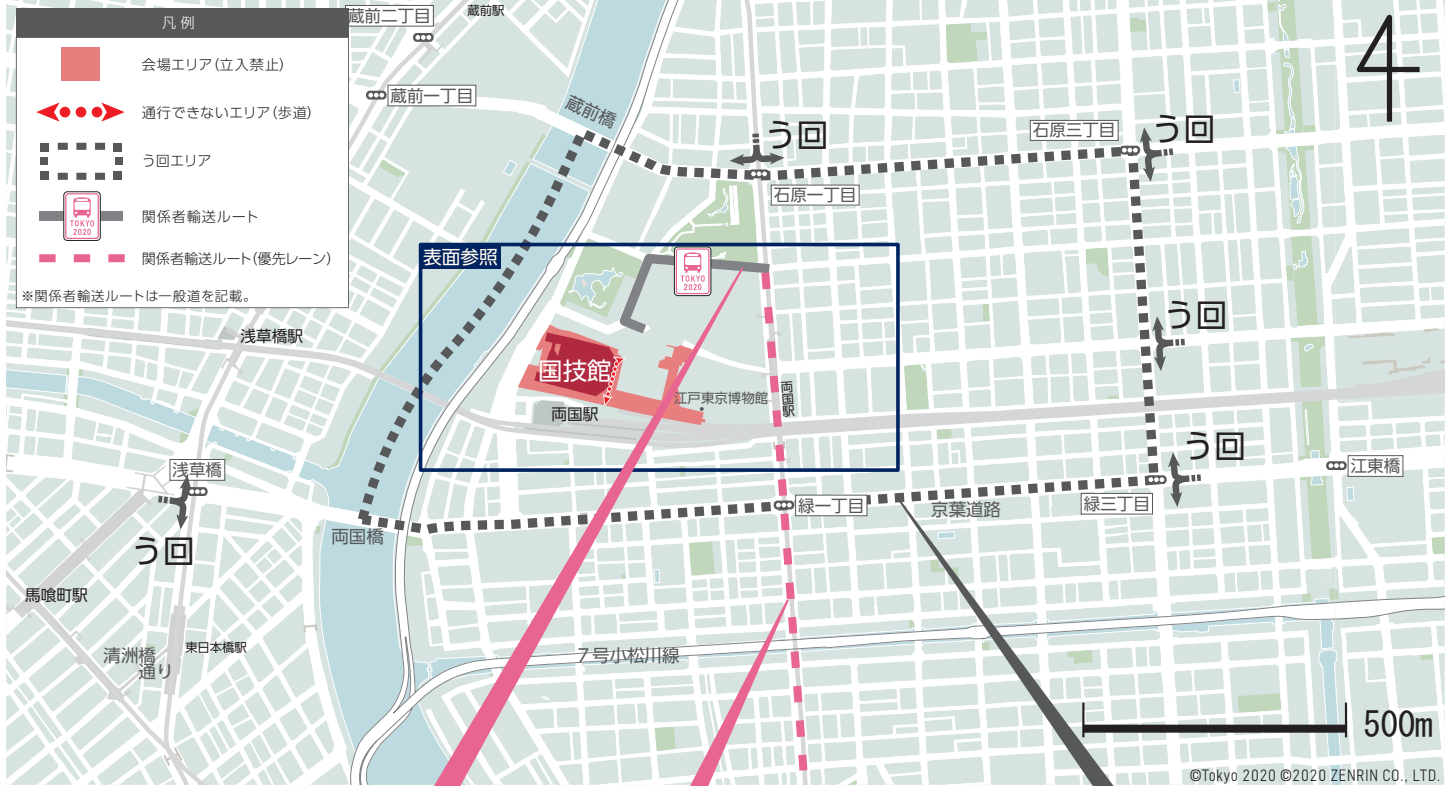 凡例
会場エリア(立入禁止)
通行できないエリア(歩道)
う回エリア
TOKYO
2020
関係者輸送ルート
関係者輸送ルート(優先レーン)
※関係者輸送ルートは一般道を記載。
蔵前二丁目
蔵前駅
蔵前一丁目
蔵前橋
う回
石原一丁目
石原三丁目
う回
4
表面参照
TOKYO
2020
浅草橋駅
国技館
両国駅
江戸東京博物館
両国駅
う回
浅草橋
う回
両国橋
緑一丁目
京葉道路
緑三丁目
う回
江東橋
馬喰町駅
清洲橋
通り
東日本橋駅
7号小松川線
500m
©Tokyo 2020 ©2020 ZENRIN CO., LTD.